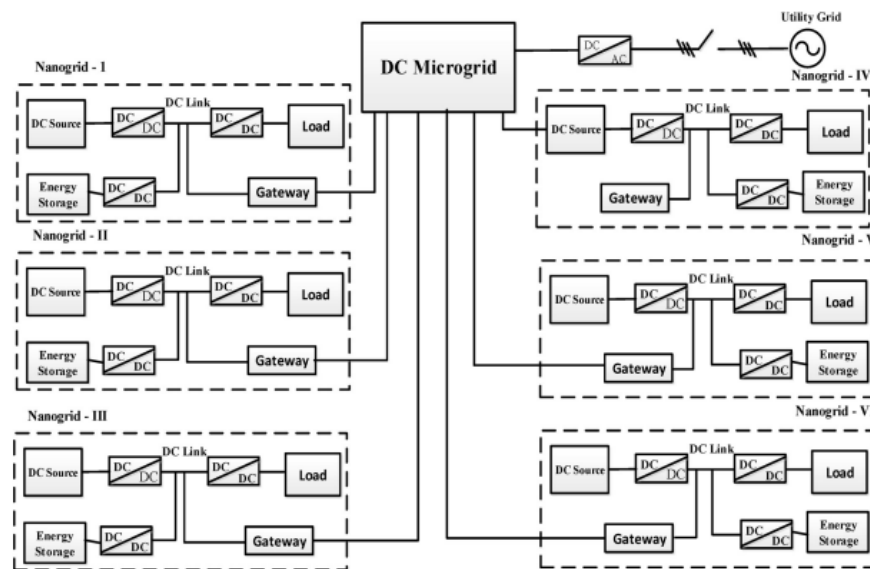 Utility Grid
DC Microgrid
DC
AC
Nanogrid - 1
DC Source
DC
DC
DC Link
DC
DC
Load
Energy
Storage
DC
DC
Gateway
Nanogrid - II
DC Source
DC
DC
DC Link
DC
DC
Load
Energy
Storage
DC
DC
Gateway
Nanogrid - III
DC Source
DC
DC
DC Link
DC
DC
Load
Energy
Storage
DC
DC
Gateway
Nanogrid - IV
DC Source
DC
DC
DC Link
DC
DC
Load
Gateway
DC
DC
Energy
Storage
Nanogrid - V
DC Source
DC
DC
DC Link
DC
DC
Load
Gateway
DC
DC
Energy
Storage
Nanogrid - V
DC Source
DC
DC
DC Link
DC
DC
Load
Gateway
DC
DC
Energy
Storage